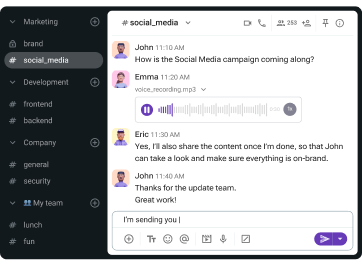 Marketing
brand
# social_media
Development
# frontend
# backend
Company
# general
# security
My team
# lunch
# fun
# social_media
253
John 11:10 AM
How is the Social Media campaign coming along?
Emma 11:20 AM
voice_recording.mp3
1x
Eric 11:30 AM
Yes, I'll also share the content once I'm done, so that John
can take a look and make sure everything is on-brand.
John 11:40 AM
Thanks for the update team.
Great work!
I'm sending you |